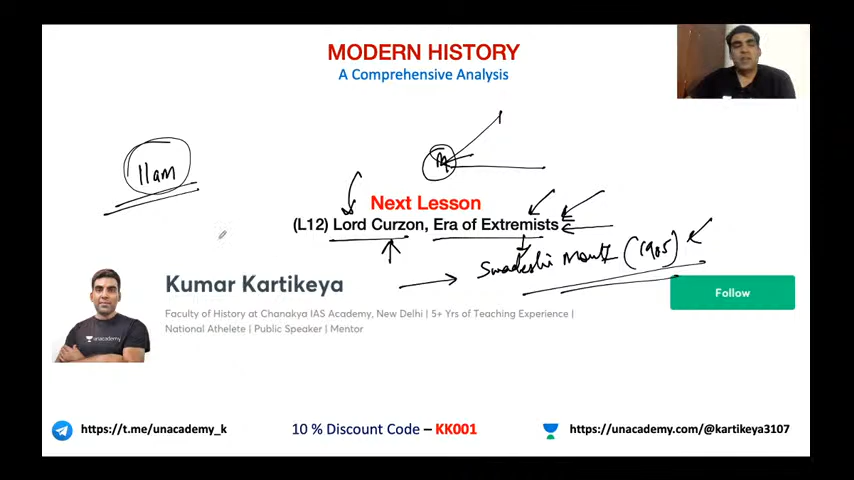 MODERN HISTORY
A Comprehensive Analysis
11am
M
Next Lesson
(L12) Lord Curzon, Era of Extremists
Swadeshi (1905)
Kumar Kartikeya
Follow
Faculty of History at Chanakya IAS Academy, New Delhi | 5+ Yrs of Teaching Experience |
National Athelete | Public Speaker | Mentor
unacademy
https://t.me/unacademy_k
10 % Discount Code – KK001
https://unacademy.com/@kartikeya3107